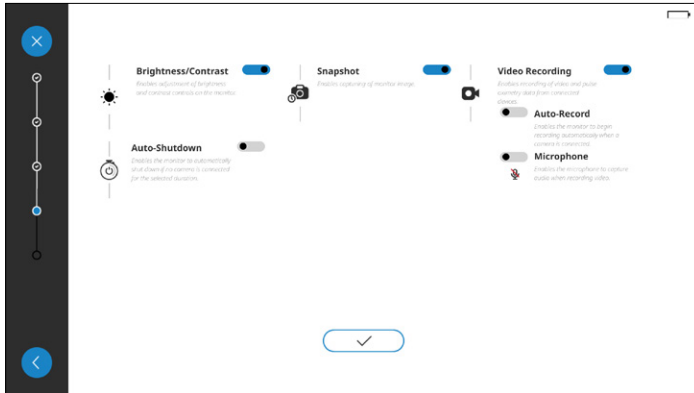 Brightness/Contrast
Enables adjustment of brightness
and contrast controls on the monitor.
Snapshot
Enables capturing of monitor image.
Video Recording
Enables recording of video and pulse
oximetry data from connected
devices.
Auto-Record
Enables the monitor to begin
recording automatically when a
camera is connected.
Auto-Shutdown
Enables the monitor to automatically
shut down if no camera is connected
for the selected duration.
Microphone
Enables the microphone to capture
audio when recording video.